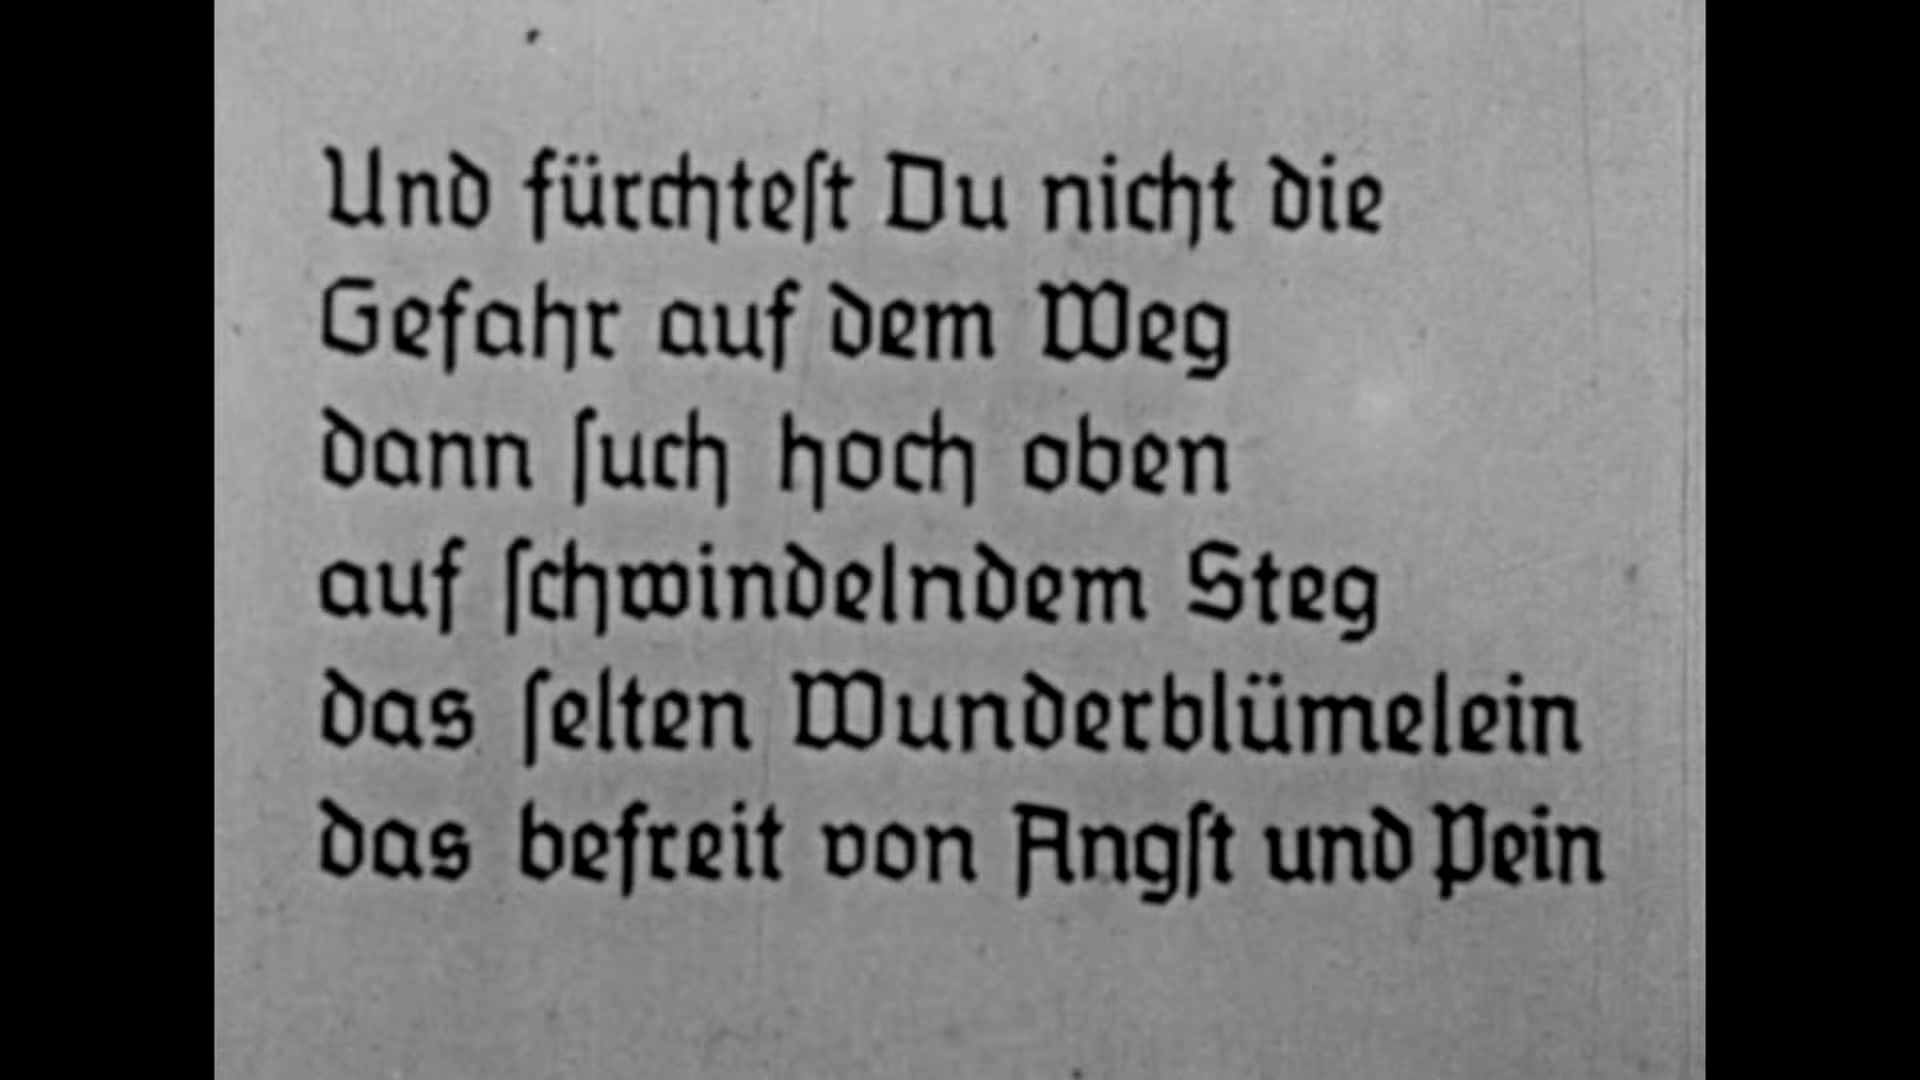 Und fürchteſt Du nicht die
Gefahr auf dem Weg
dann ſuch hoch oben
auf ſchwindelndem Steg
das ſelten Wunderblümelein
das befreit von Angſt und Pein